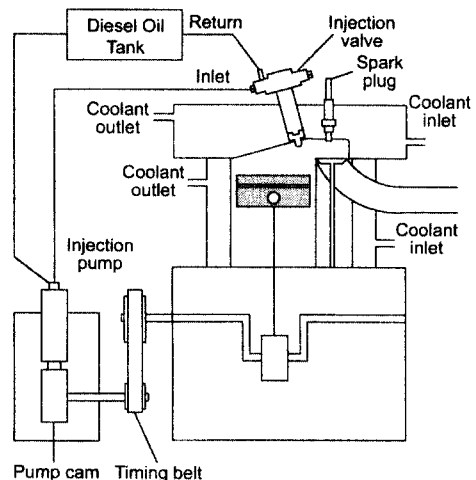 Diesel Oil
Tank
Return
Injection
valve
Inlet
Spark
plug
Coolant
outlet
Coolant
inlet
Coolant
outlet
Coolant
inlet
Injection
pump
Pump cam
Timing belt